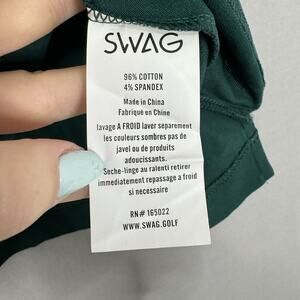 SWAG
96% COTTON
4% SPANDEX
Made in China
Fabriqué en Chine
lavage A FROID laver separement
les couleurs sombres pas de
javel ou de produits
adoucissants.
Seche-linge au ralenti retirer
immediatement repassage a froid
si necessaire
RN# 165022
WWW.SWAG.GOLF